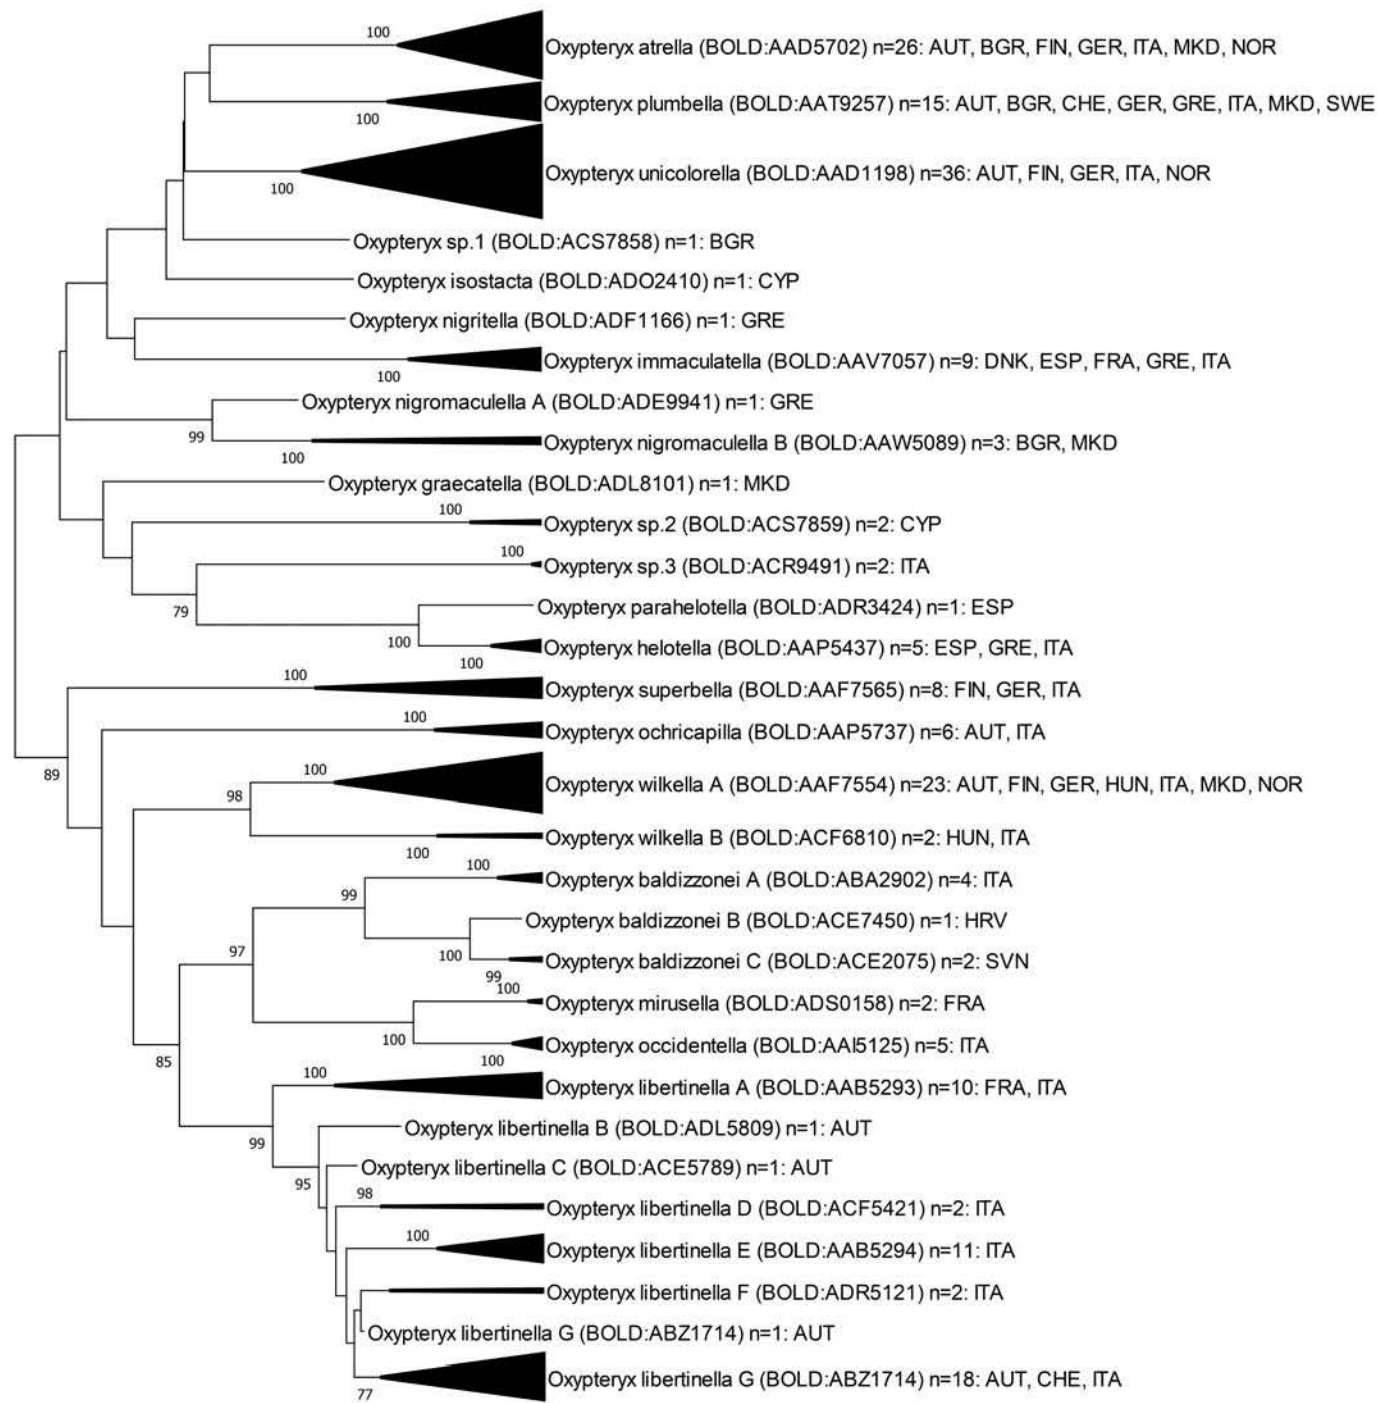 100
Oxypteryx atrella (BOLD:AAD5702) n=26: AUT, BGR, FIN, GER, ITA, MKD, NOR
Oxypteryx plumbella (BOLD:AAT9257) n=15: AUT, BGR, CHE, GER, GRE, ITA, MKD, SWE
100
Oxypteryx unicolorella (BOLD:AAD1198) n=36: AUT, FIN, GER, ITA, NOR
100
Oxypteryx sp.1 (BOLD:ACS7858) n=1: BGR
Oxypteryx isostacta (BOLD:ADO2410) n=1: CYP
Oxypteryx nigritella (BOLD:ADF1166) n=1: GRE
Oxypteryx immaculatella (BOLD:AAV7057) n=9: DNK, ESP, FRA, GRE, ITA
100
Oxypteryx nigromaculella A (BOLD:ADE9941) n=1: GRE
99
Oxypteryx nigromaculella B (BOLD:AAW5089) n=3: BGR, MKD
100
Oxypteryx graecatella (BOLD:ADL8101) n=1: MKD
100
Oxypteryx sp.2 (BOLD:ACS7859) n=2: CYP
100
Oxypteryx sp.3 (BOLD:ACR9491) n=2: ITA
79
Oxypteryx parahelotella (BOLD:ADR3424) n=1: ESP
100
Oxypteryx helotella (BOLD:AAP5437) n=5: ESP, GRE, ITA
100
100
Oxypteryx superbella (BOLD:AAF7565) n=8: FIN, GER, ITA
100
Oxypteryx ochricapilla (BOLD:AAP5737) n=6: AUT, ITA
89
100
Oxypteryx wilkella A (BOLD:AAF7554) n=23: AUT, FIN, GER, HUN, ITA, MKD, NOR
98
Oxypteryx wilkella B (BOLD:ACF6810) n=2: HUN, ITA
100
100
Oxypteryx baldizzonei A (BOLD:ABA2902) n=4: ITA
99
Oxypteryx baldizzonei B (BOLD:ACE7450) n=1: HRV
97
100
Oxypteryx baldizzonei C (BOLD:ACE2075) n=2: SVN
99
100
Oxypteryx mirusella (BOLD:ADS0158) n=2: FRA
100
Oxypteryx occidentella (BOLD:AAI5125) n=5: ITA
85
100
100
Oxypteryx libertinella A (BOLD:AAB5293) n=10: FRA, ITA
Oxypteryx libertinella B (BOLD:ADL5809) n=1: AUT
99
Oxypteryx libertinella C (BOLD:ACE5789) n=1: AUT
95
98
Oxypteryx libertinella D (BOLD:ACF5421) n=2: ITA
100
Oxypteryx libertinella E (BOLD:AAB5294) n=11: ITA
Oxypteryx libertinella F (BOLD:ADR5121) n=2: ITA
Oxypteryx libertinella G (BOLD:ABZ1714) n=1: AUT
Oxypteryx libertinella G (BOLD:ABZ1714) n=18: AUT, CHE, ITA
77